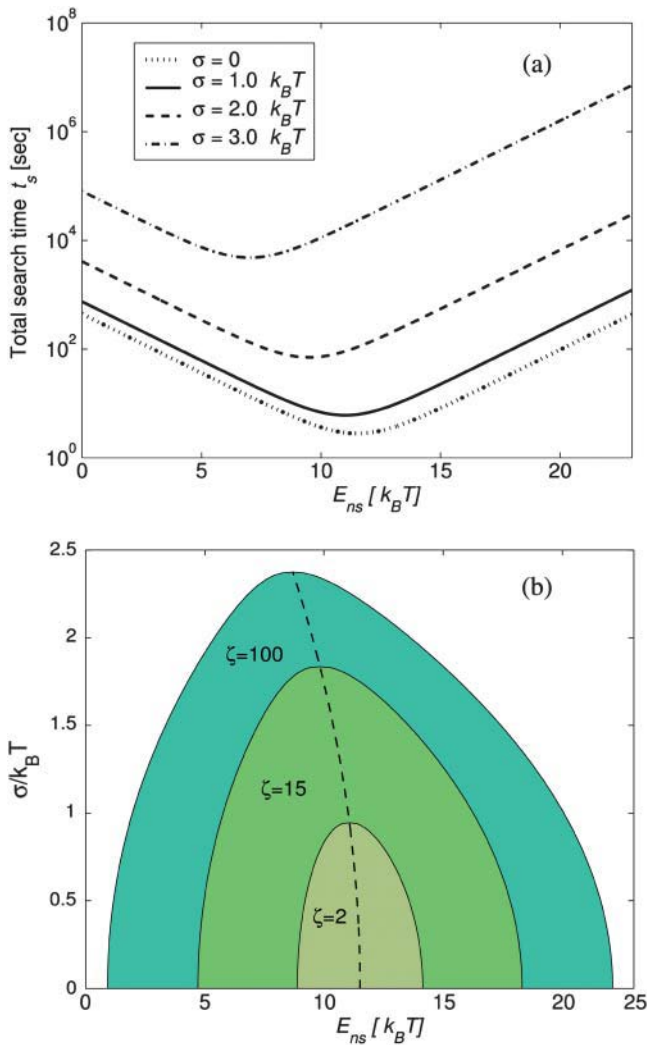 10^8
10^6
10^4
10^2
10^0
Total search time t_s [sec]
σ = 0
σ = 1.0 k_BT
σ = 2.0 k_BT
σ = 3.0 k_BT
(a)
0 5 10 15 20
E_ns [ k_BT]
2.5
2
1.5
1
0.5
0
σ/k_BT
(b)
ζ=100
ζ=15
ζ=2
0 5 10 15 20 25
E_ns [ k_BT]